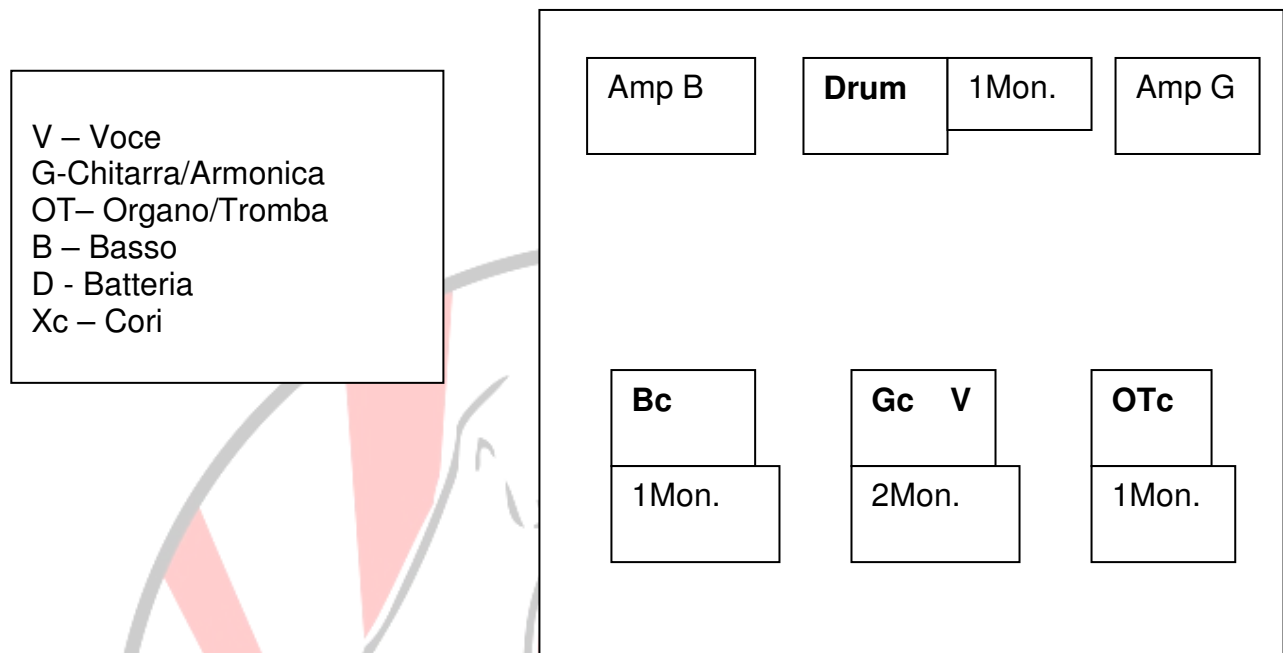 V – Voce
G-Chitarra/Armonica
OT– Organo/Tromba
B – Basso
D - Batteria
Xc – Cori
Amp B
Drum
1Mon.
Amp G
Bc
Gc V
OTc
1Mon.
2Mon.
1Mon.